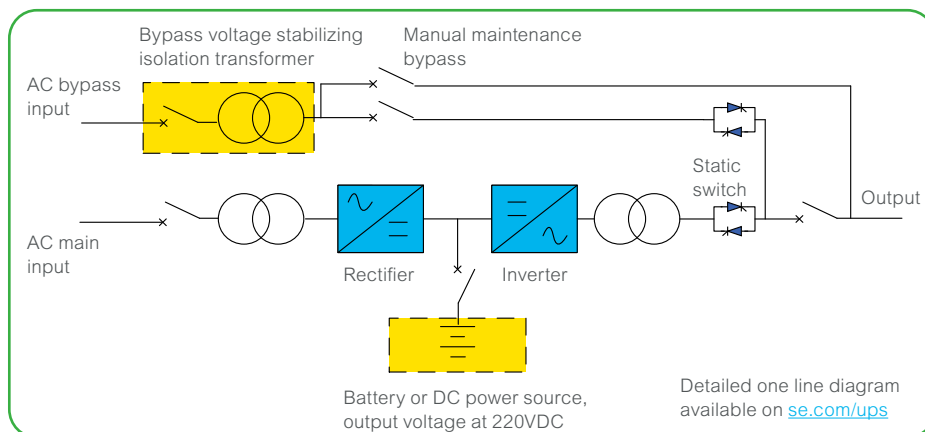 Bypass voltage stabilizing
isolation transformer
Manual maintenance
bypass
AC bypass
input
Static
switch
Output
AC main
input
Rectifier
Inverter
Battery or DC power source,
output voltage at 220VDC
Detailed one line diagram
available on se.com/ups